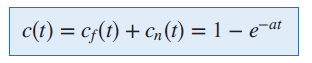 c(t) = c_f(t) + c_n(t) = 1 − e^{−at}